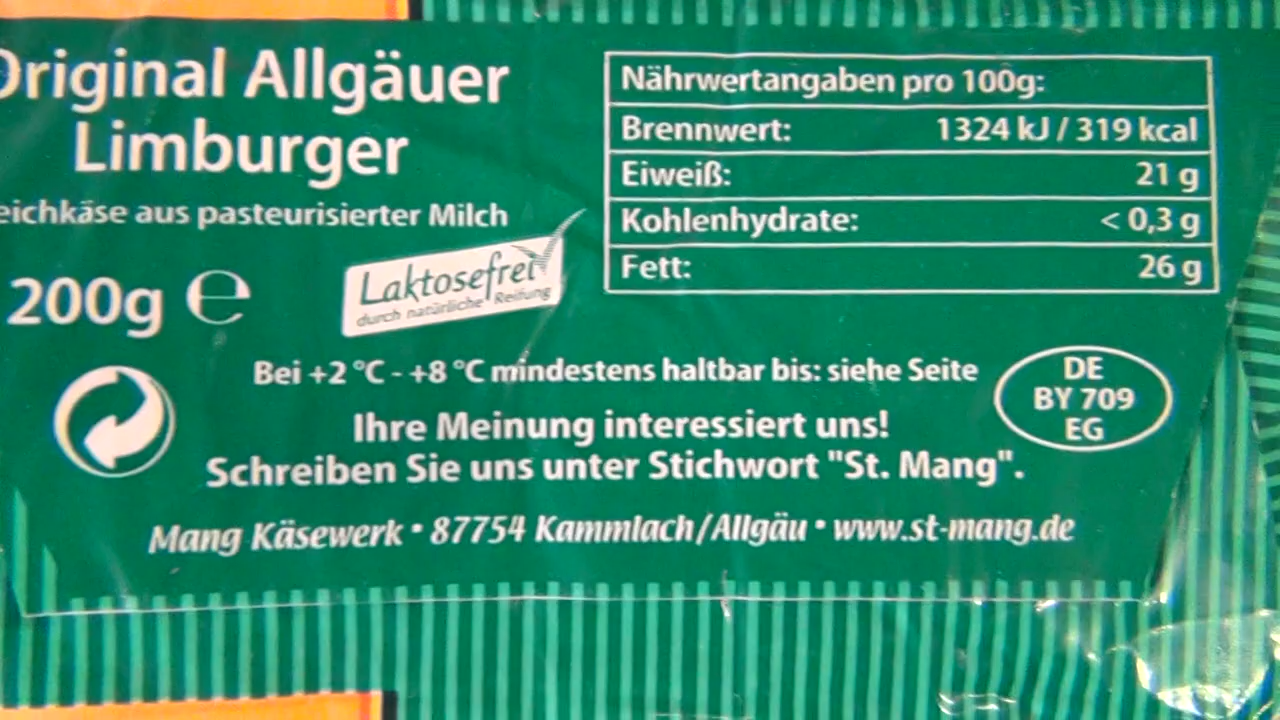 Original Allgäuer
Limburger
eichkäse aus pasteurisierter Milch
200g e
Laktosefrei
durch natürliche Reifung
Nährwertangaben pro 100g:
Brennwert: 1324 kJ / 319 kcal
Eiweiß: 21 g
Kohlenhydrate: < 0,3 g
Fett: 26 g
Bei +2 °C - +8 °C mindestens haltbar bis: siehe Seite
DE
BY 709
EG
Ihre Meinung interessiert uns!
Schreiben Sie uns unter Stichwort "St. Mang".
Mang Käsewerk • 87754 Kammlach/Allgäu • www.st-mang.de